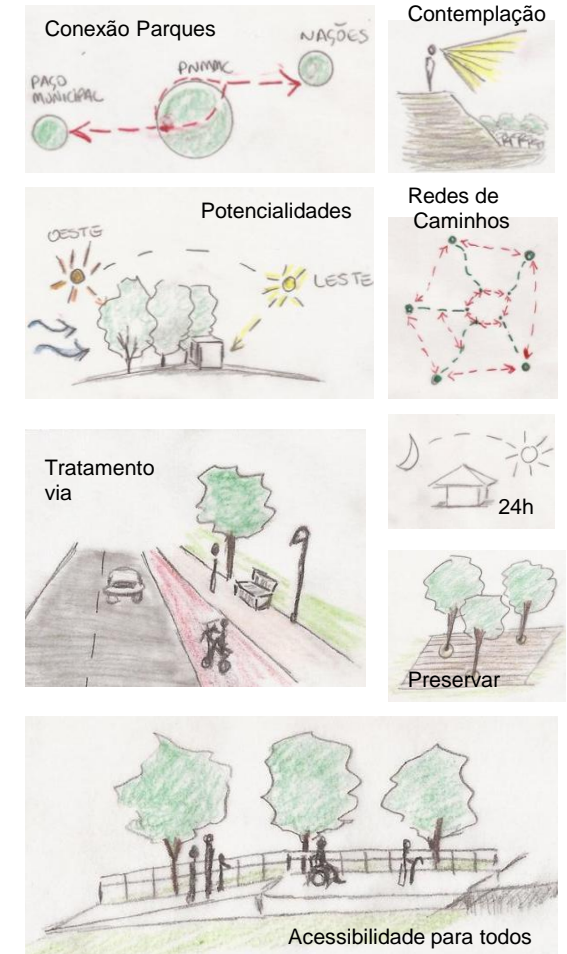 Conexão Parques
NAÇÕES
PNMMC
PAÇO
MUNICIPAL
Contemplação
Potencialidades
OESTE
LESTE
Redes de
Caminhos
Tratamento
via
24h
Preservar
Acessibilidade para todos